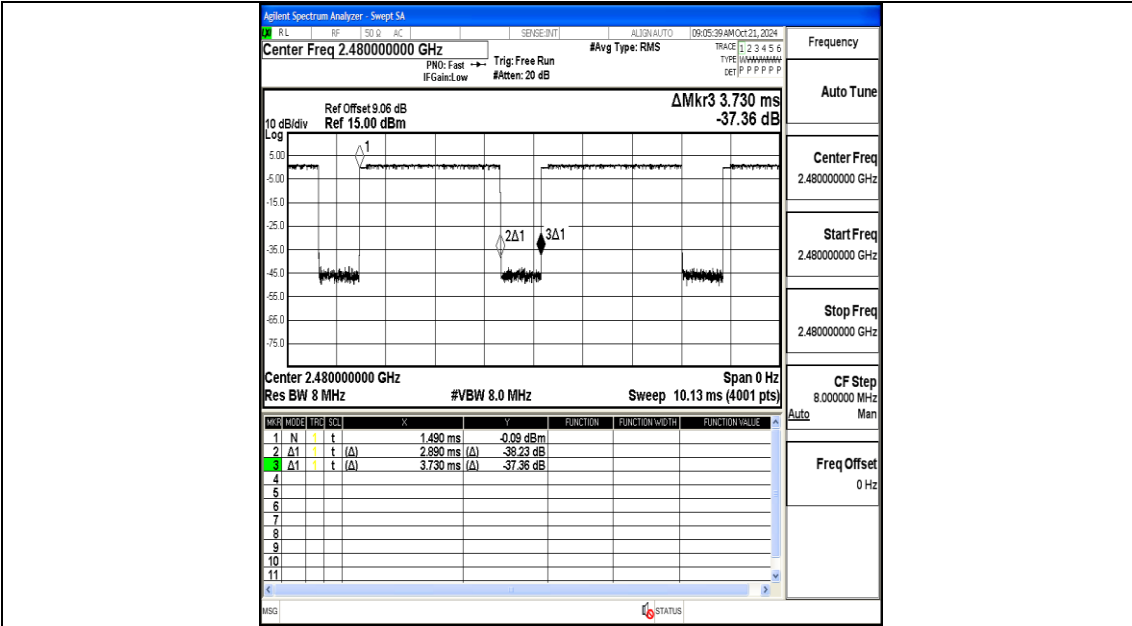 Agilent Spectrum Analyzer - Swept SA
RL RF 50 Ω AC SENSE:INT ALIGN AUTO 09:05:39 AM Oct 21, 2024
Center Freq 2.480000000 GHz #Avg Type: RMS TRACE 1 2 3 4 5 6
PNO: Fast Trig: Free Run TYPE
IFGain:Low #Atten: 20 dB DET P P P P P P
Frequency
Auto Tune
Center Freq
2.480000000 GHz
Start Freq
2.480000000 GHz
Stop Freq
2.480000000 GHz
CF Step
8.000000 MHz
Auto Man
Freq Offset
0 Hz
ΔMkr3 3.730 ms
-37.36 dB
Ref Offset 9.06 dB
10 dB/div Ref 15.00 dBm
Log
5.00
-5.00
-15.0
-25.0
-35.0
-45.0
-55.0
-65.0
-75.0
1
2Δ1
3Δ1
Center 2.480000000 GHz Span 0 Hz
Res BW 8 MHz #VBW 8.0 MHz Sweep 10.13 ms (4001 pts)
MKR MODE TRC SCL X Y FUNCTION FUNCTION WIDTH FUNCTION VALUE
1 N 1 t 1.490 ms -0.09 dBm
2 Δ1 1 t (Δ) 2.890 ms (Δ) -38.23 dB
3 Δ1 1 t (Δ) 3.730 ms (Δ) -37.36 dB
4
5
6
7
8
9
10
11
MSG STATUS